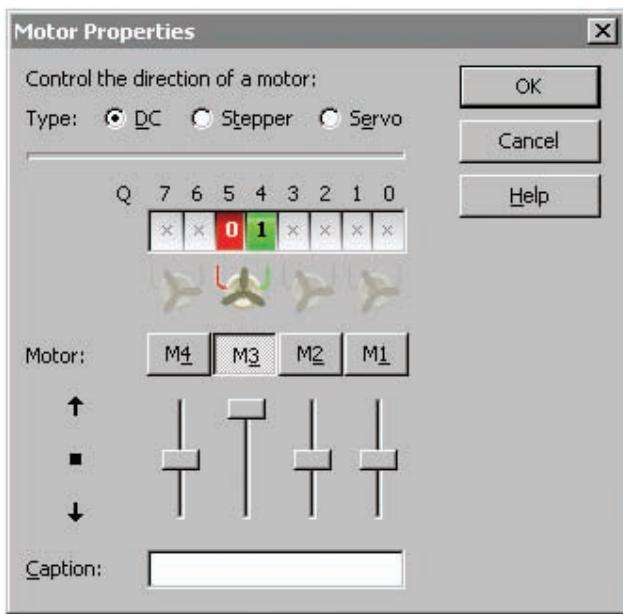 Motor Properties
Control the direction of a motor:
Type: DC Stepper Servo
OK
Cancel
Help
Q 7 6 5 4 3 2 1 0
× × 0 1 × × × ×
Motor: M4 M3 M2 M1
Caption: